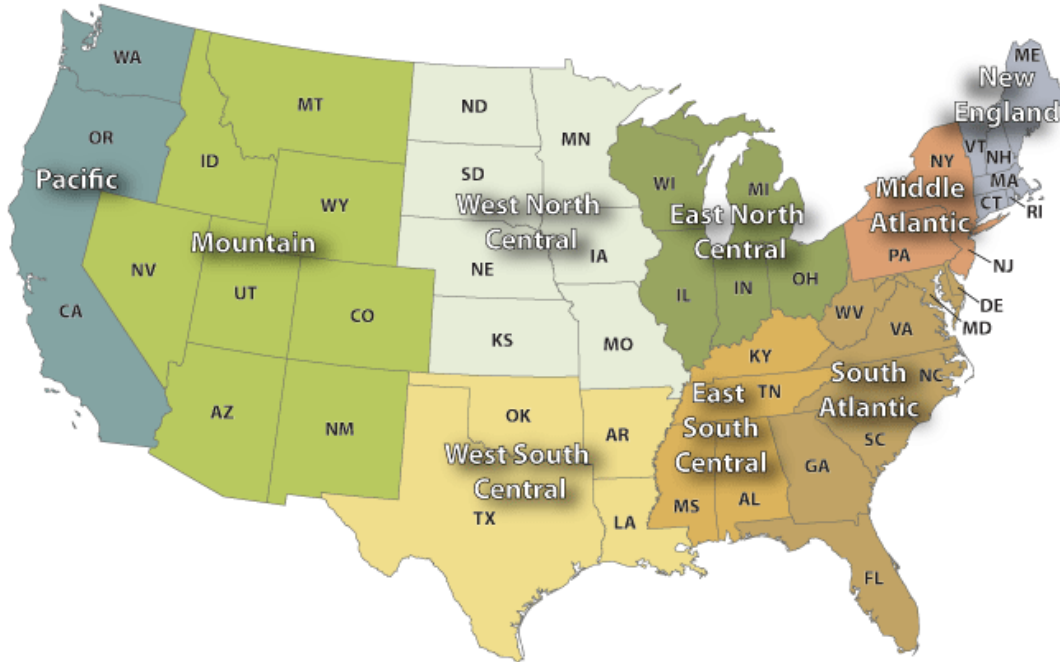 WA
OR
CA
Pacific
MT
ID
WY
NV
UT
CO
AZ
NM
Mountain
ND
SD
NE
KS
MN
IA
MO
West North
Central
OK
TX
AR
LA
West South
Central
WI
MI
IL
IN
OH
East North
Central
KY
TN
MS
AL
East
South
Central
NY
PA
NJ
Middle
Atlantic
WV
DE
MD
VA
NC
SC
GA
FL
South
Atlantic
ME
VT
NH
MA
CT
RI
New
England